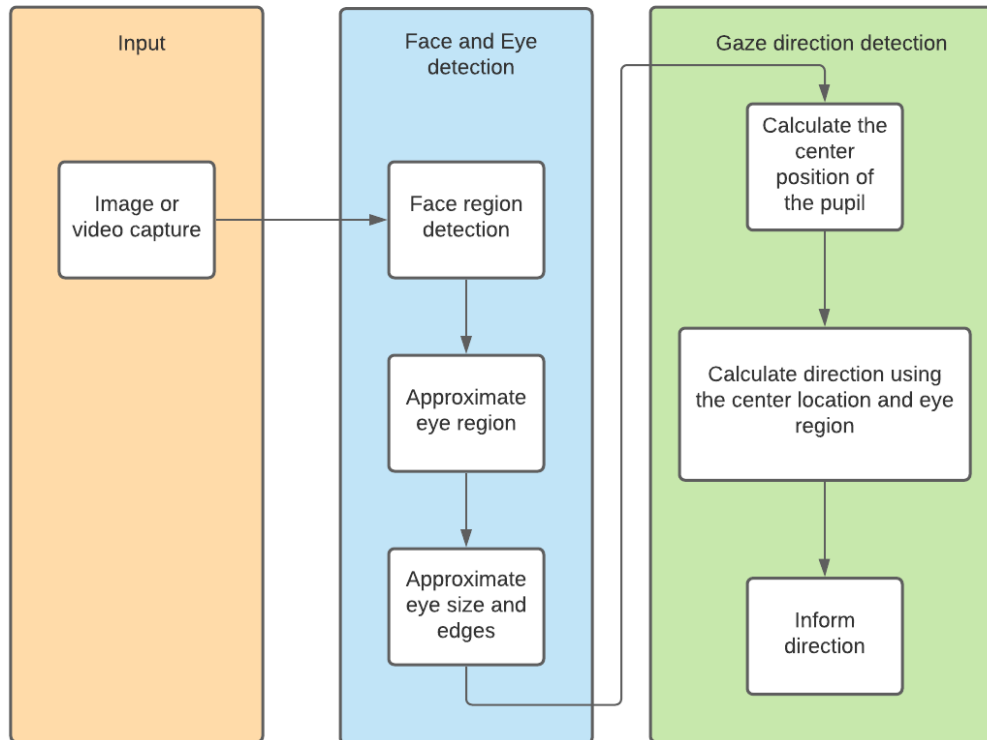 Input
Image or
video capture
Face and Eye
detection
Face region
detection
Approximate
eye region
Approximate
eye size and
edges
Gaze direction detection
Calculate the
center
position of
the pupil
Calculate direction using
the center location and eye
region
Inform
direction